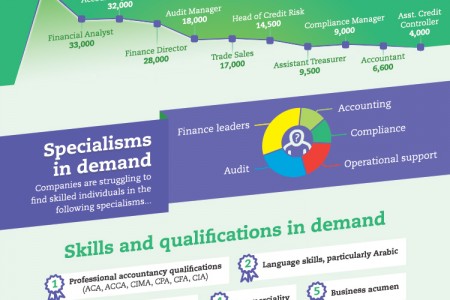 32,000
Audit Manager
18,000
Head of Credit Risk
14,500
Compliance Manager
9,000
Asst. Credit
Controller
4,000
Financial Analyst
33,000
Finance Director
28,000
Trade Sales
17,000
Assistant Treasurer
9,500
Accountant
6,600
Specialisms
in demand
Companies are struggling to
find skilled individuals in the
following specialisms...
Finance leaders
Accounting
Compliance
Audit
Operational support
Skills and qualifications in demand
1
Professional accountancy qualifications
(ACA, ACCA, CIMA, CPA, CFA, CIA)
2
Language skills, particularly Arabic
5
Business acumen